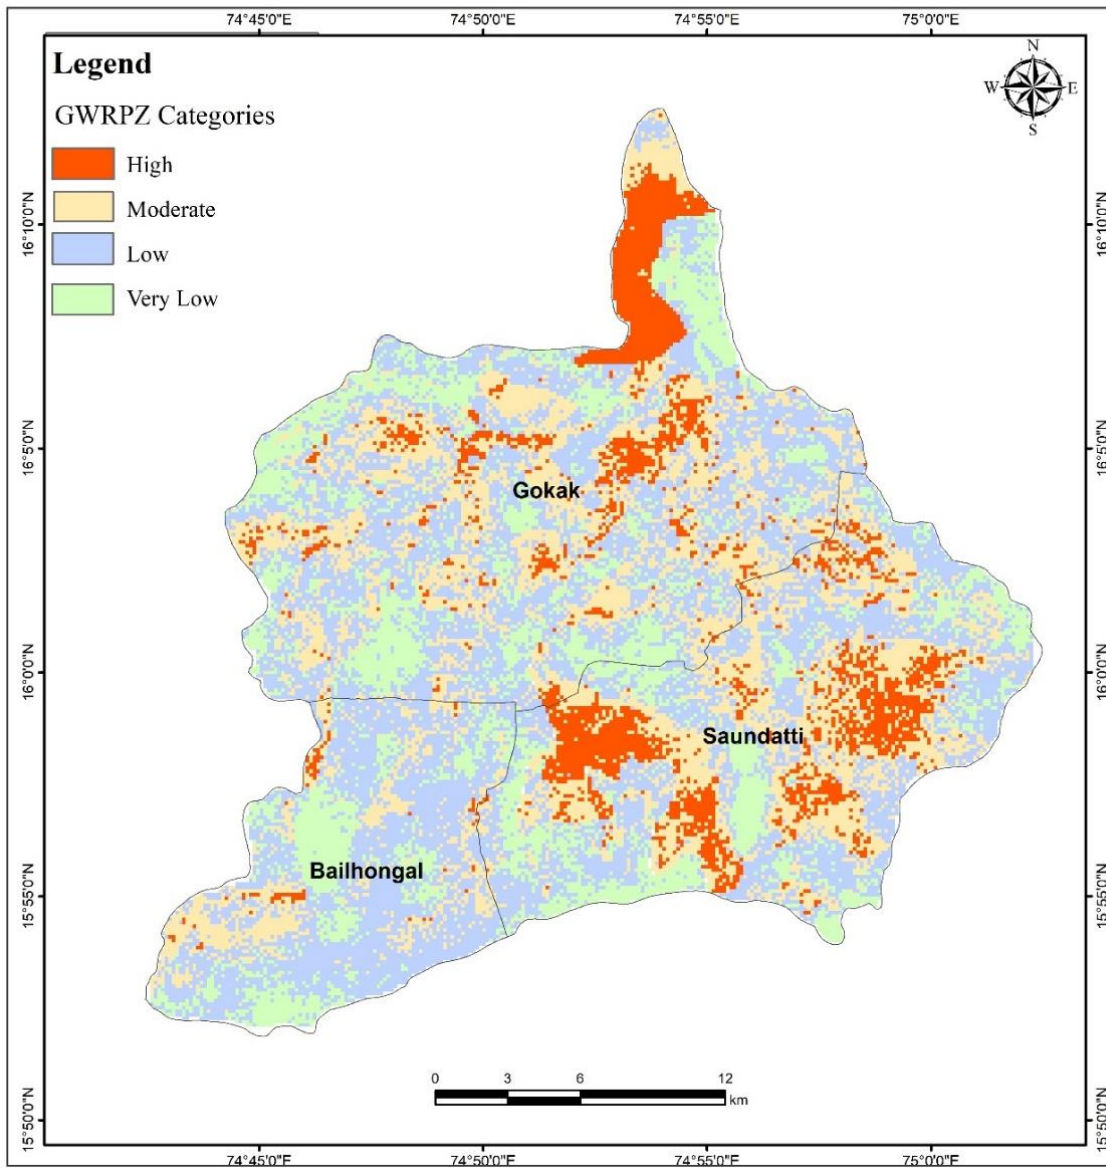 74°45'0"E 74°50'0"E 74°55'0"E 75°0'0"E
Legend
GWRPZ Categories
High
Moderate
Low
Very Low
N
W E
S
16°10'0"N 16°10'0"N
16°5'0"N 16°5'0"N
Gokak
16°0'0"N 16°0'0"N
Saundatti
Bailhongal
15°55'0"N 15°55'0"N
0 3 6 12
km
15°50'0"N 15°50'0"N
74°45'0"E 74°50'0"E 74°55'0"E 75°0'0"E